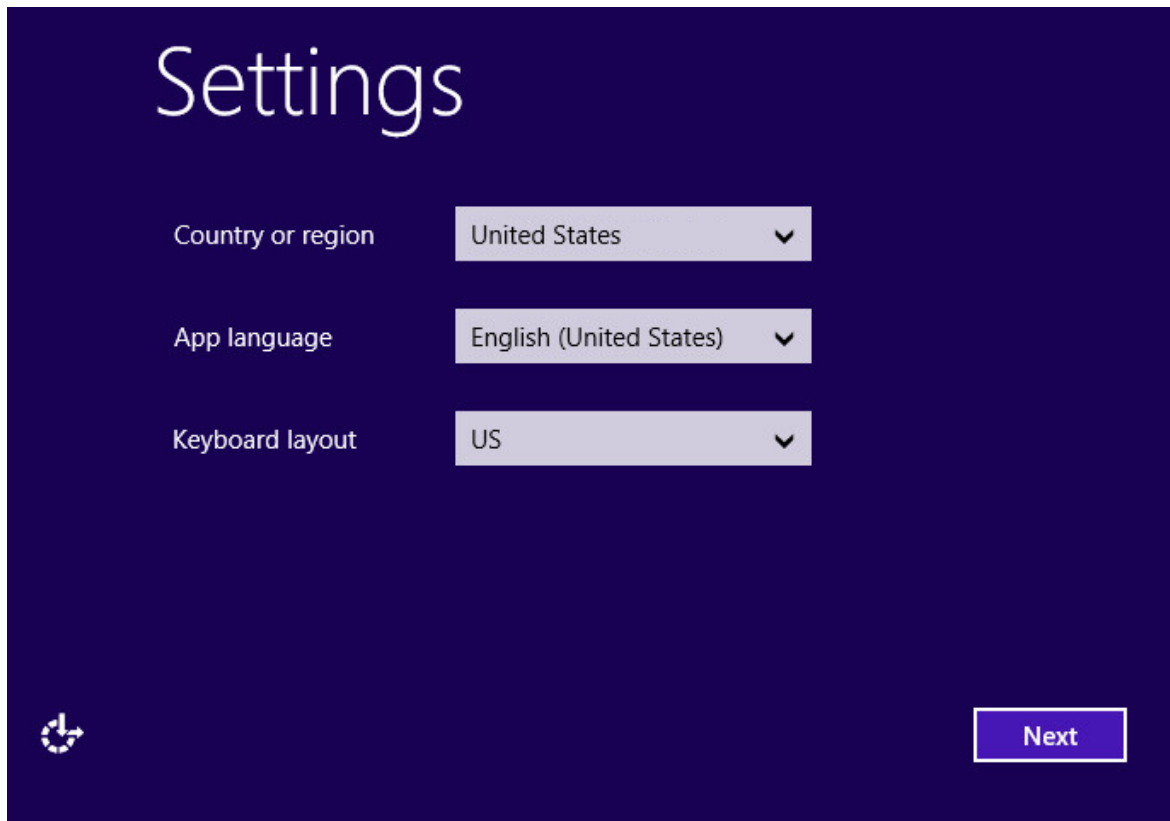 Settings
Country or region United States
App language English (United States)
Keyboard layout US
Next